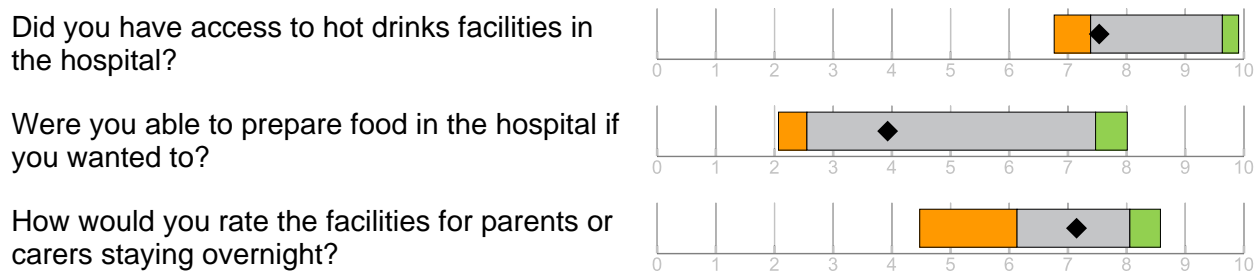 Did you have access to hot drinks facilities in
the hospital?
0 1 2 3 4 5 6 7 8 9 10
Were you able to prepare food in the hospital if
you wanted to?
0 1 2 3 4 5 6 7 8 9 10
How would you rate the facilities for parents or
carers staying overnight?
0 1 2 3 4 5 6 7 8 9 10